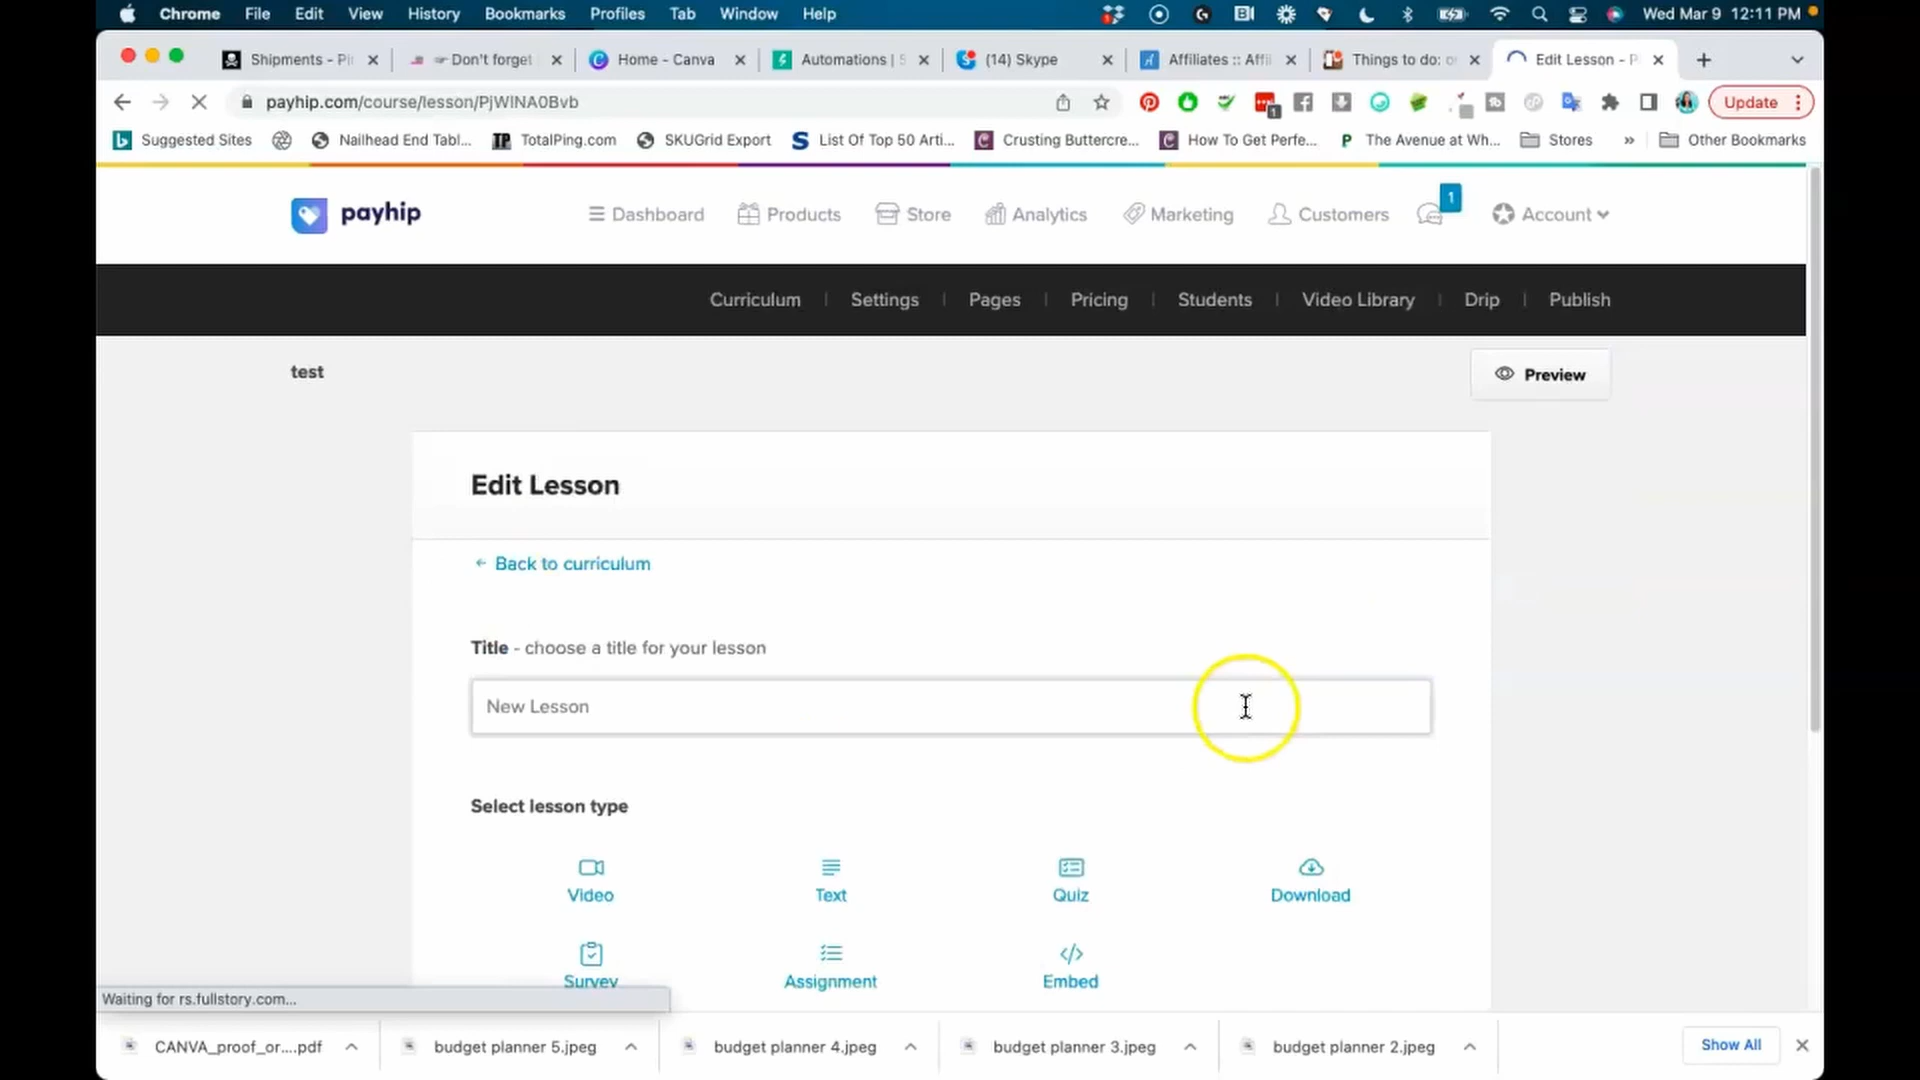 Chrome File Edit View History Bookmarks Profiles Tab Window Help Wed Mar 9 12:11 PM
Shipments - Pi Don't forget Home - Canva Automations | S (14) Skype Affiliates :: Affi Things to do: o Edit Lesson - P
payhip.com/course/lesson/PjWlNA0Bvb 1 Update
Suggested Sites Nailhead End Tabl... TotalPing.com SKUGrid Export List Of Top 50 Arti... Crusting Buttercre... How To Get Perfe... The Avenue at Wh... Stores » Other Bookmarks
payhip Dashboard Products Store Analytics Marketing Customers 1 Account
Curriculum Settings Pages Pricing Students Video Library Drip Publish
test Preview
Edit Lesson
← Back to curriculum
Title - choose a title for your lesson
New Lesson
Select lesson type
Video Text Quiz Download
Survey Assignment Embed
Waiting for rs.fullstory.com...
CANVA_proof_or....pdf budget planner 5.jpeg budget planner 4.jpeg budget planner 3.jpeg budget planner 2.jpeg Show All